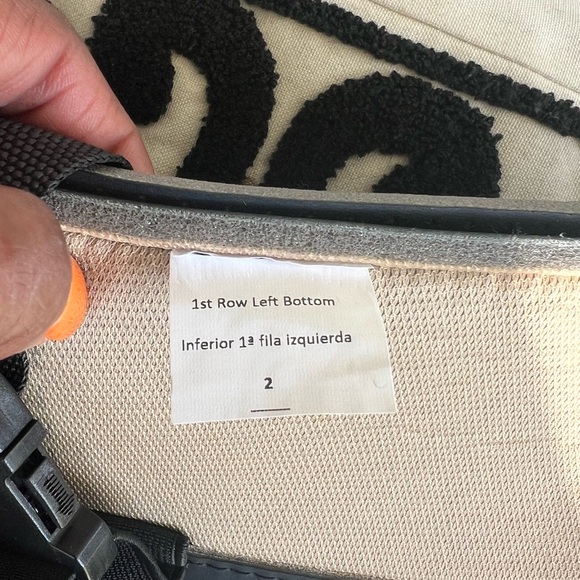 1st Row Left Bottom
Inferior 1ª fila izquierda
2